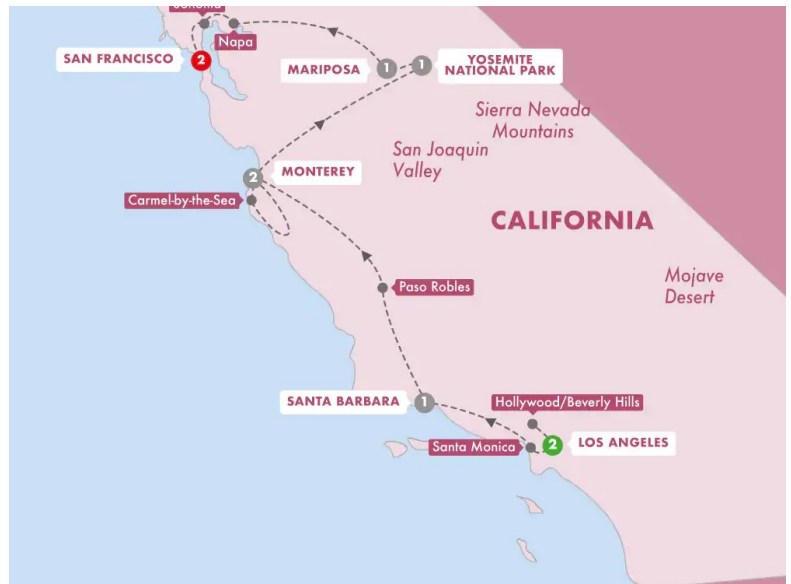 Sonoma
Napa
SAN FRANCISCO
2
MARIPOSA
1
1
YOSEMITE
NATIONAL PARK
Sierra Nevada
Mountains
San Joaquin
Valley
2
MONTEREY
Carmel-by-the-Sea
CALIFORNIA
Mojave
Desert
Paso Robles
SANTA BARBARA
1
Hollywood/Beverly Hills
Santa Monica
2
LOS ANGELES